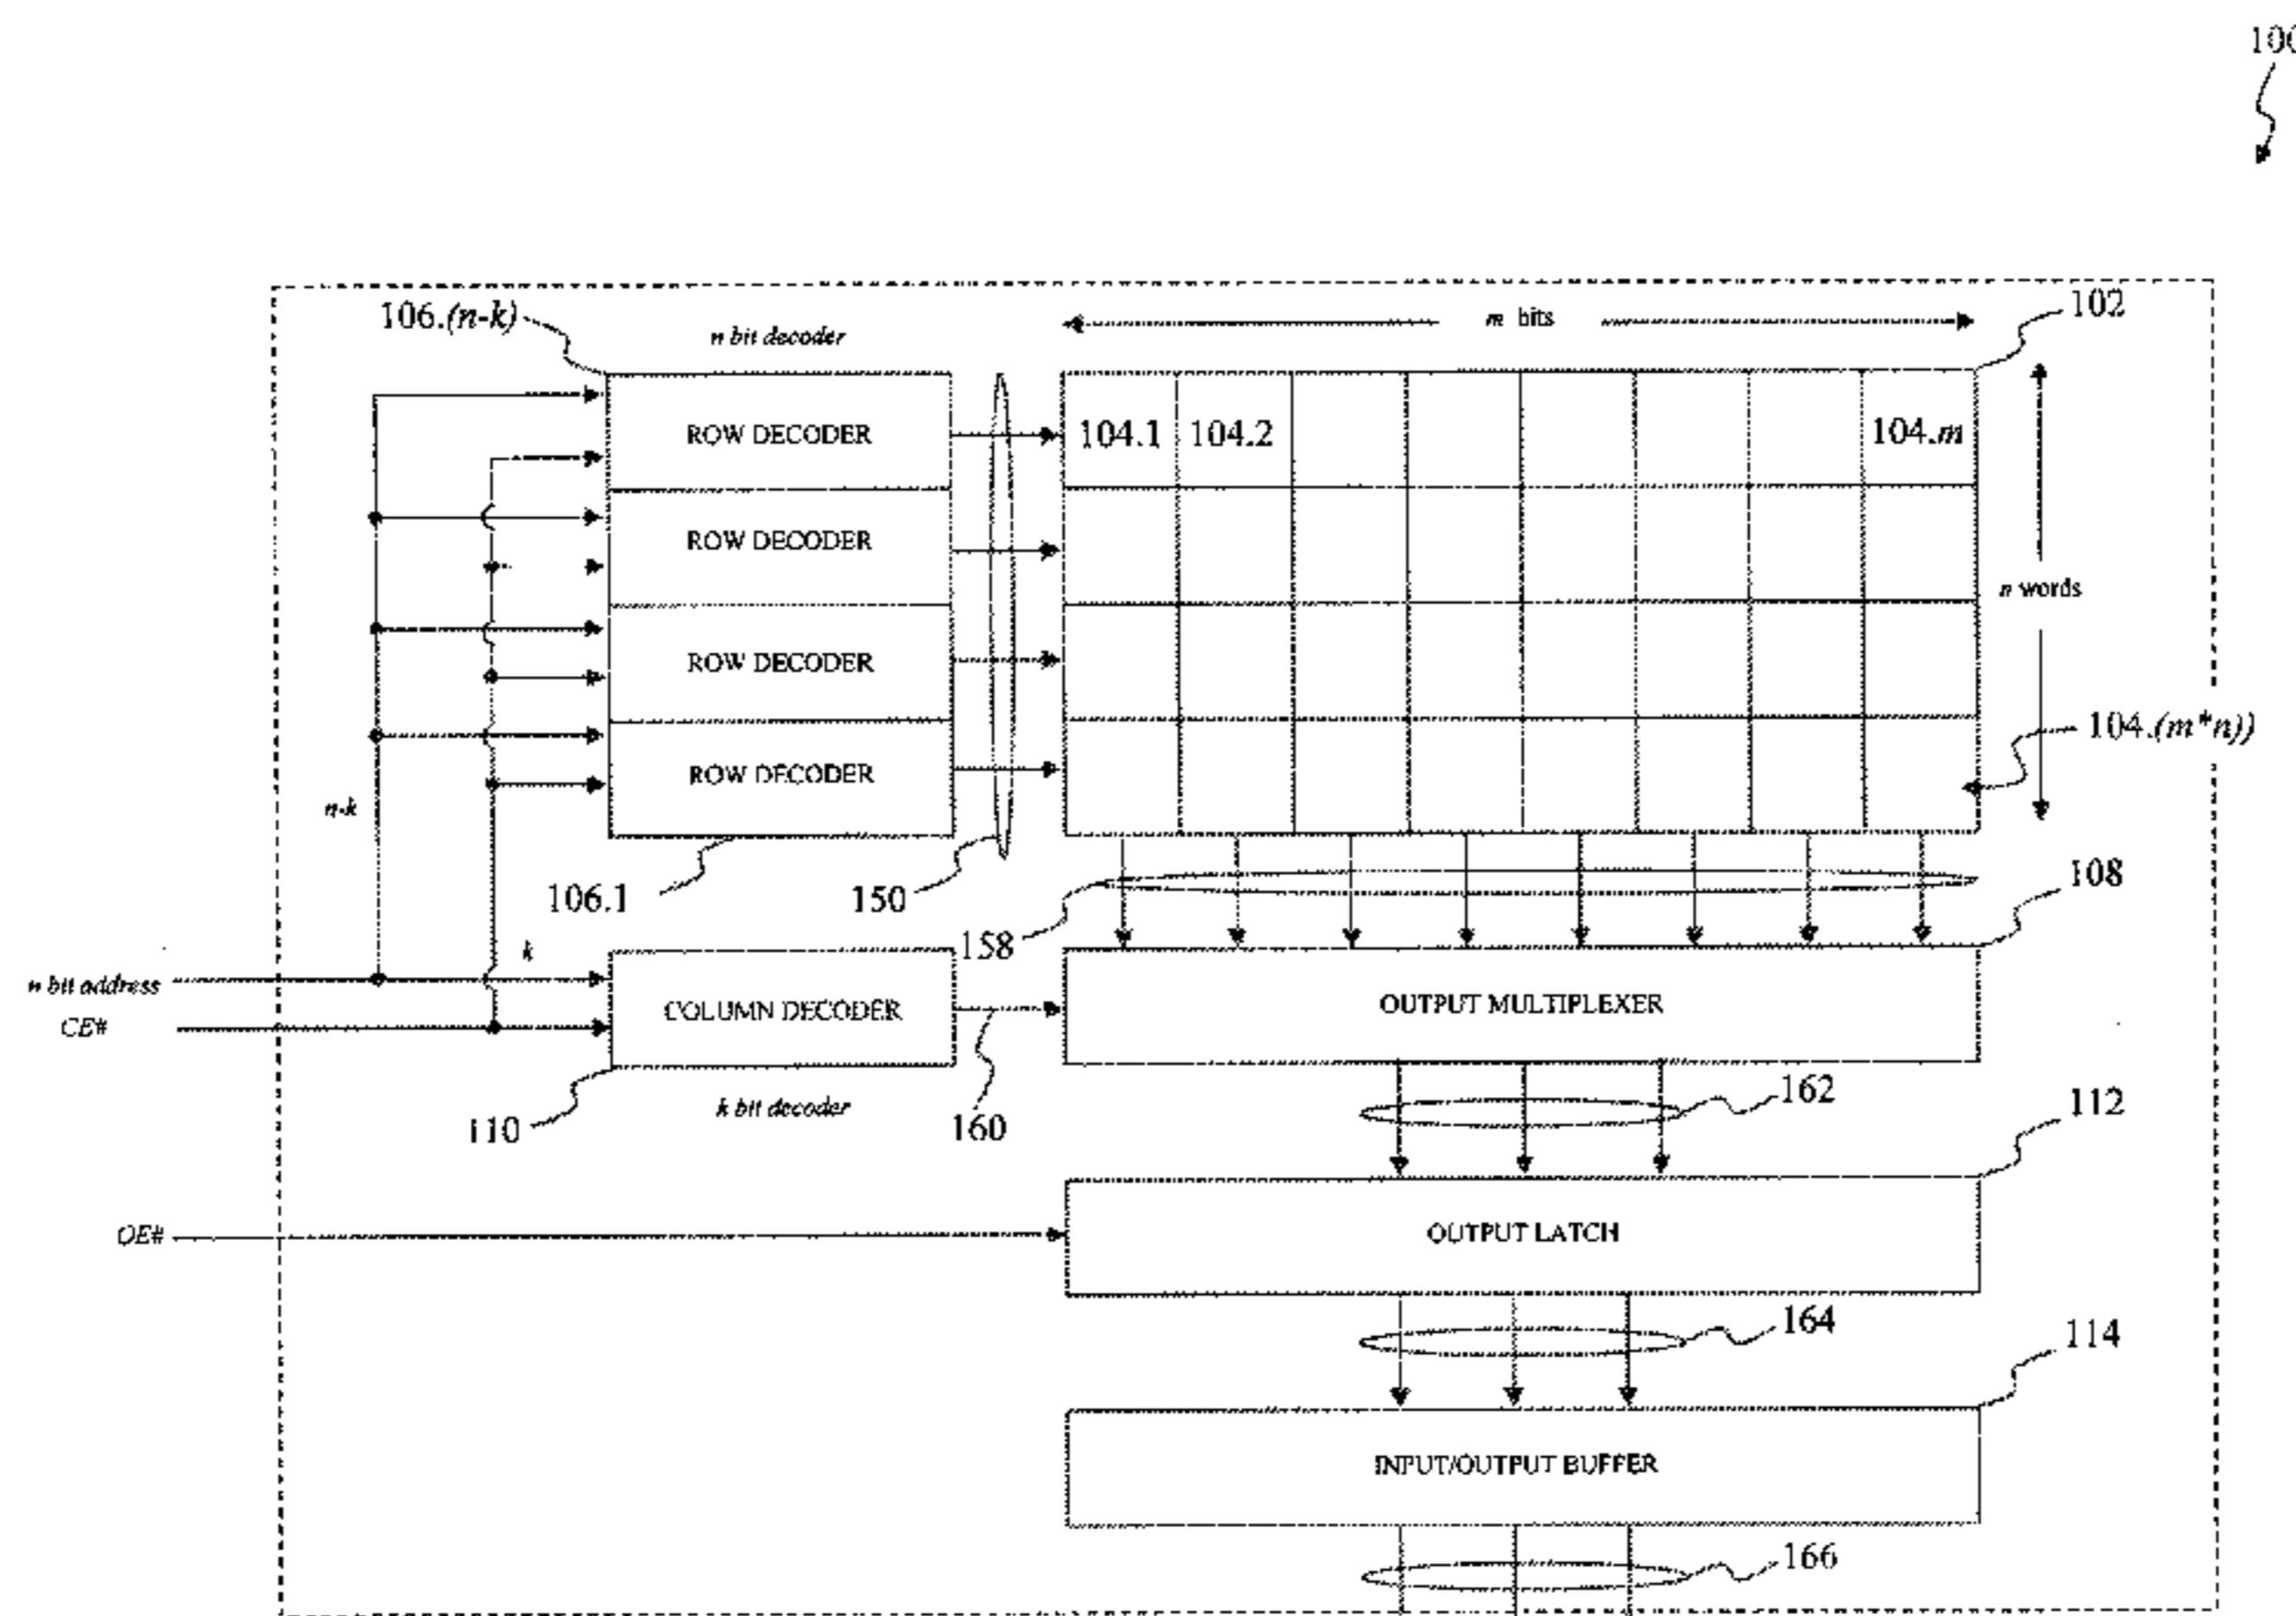 100
106.(n-k)
n bit decoder
m bits
102
ROW DECODER
104.1
104.2
104.m
ROW DECODER
n words
ROW DECODER
104.(m*n))
ROW DECODER
n-k
106.1
150
158
108
k
n bit address
CE#
COLUMN DECODER
OUTPUT MULTIPLEXER
110
k bit decoder
160
162
112
OE#
OUTPUT LATCH
164
114
INPUT/OUTPUT BUFFER
166